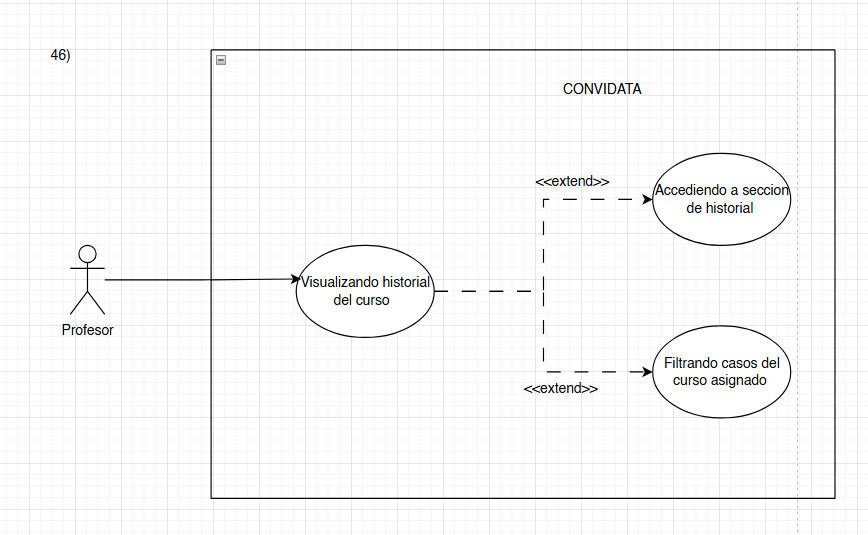 46)
CONVIDATA
<<extend>>
Accediendo a seccion
de historial
Visualizando historial
del curso
Profesor
Filtrando casos del
curso asignado
<<extend>>